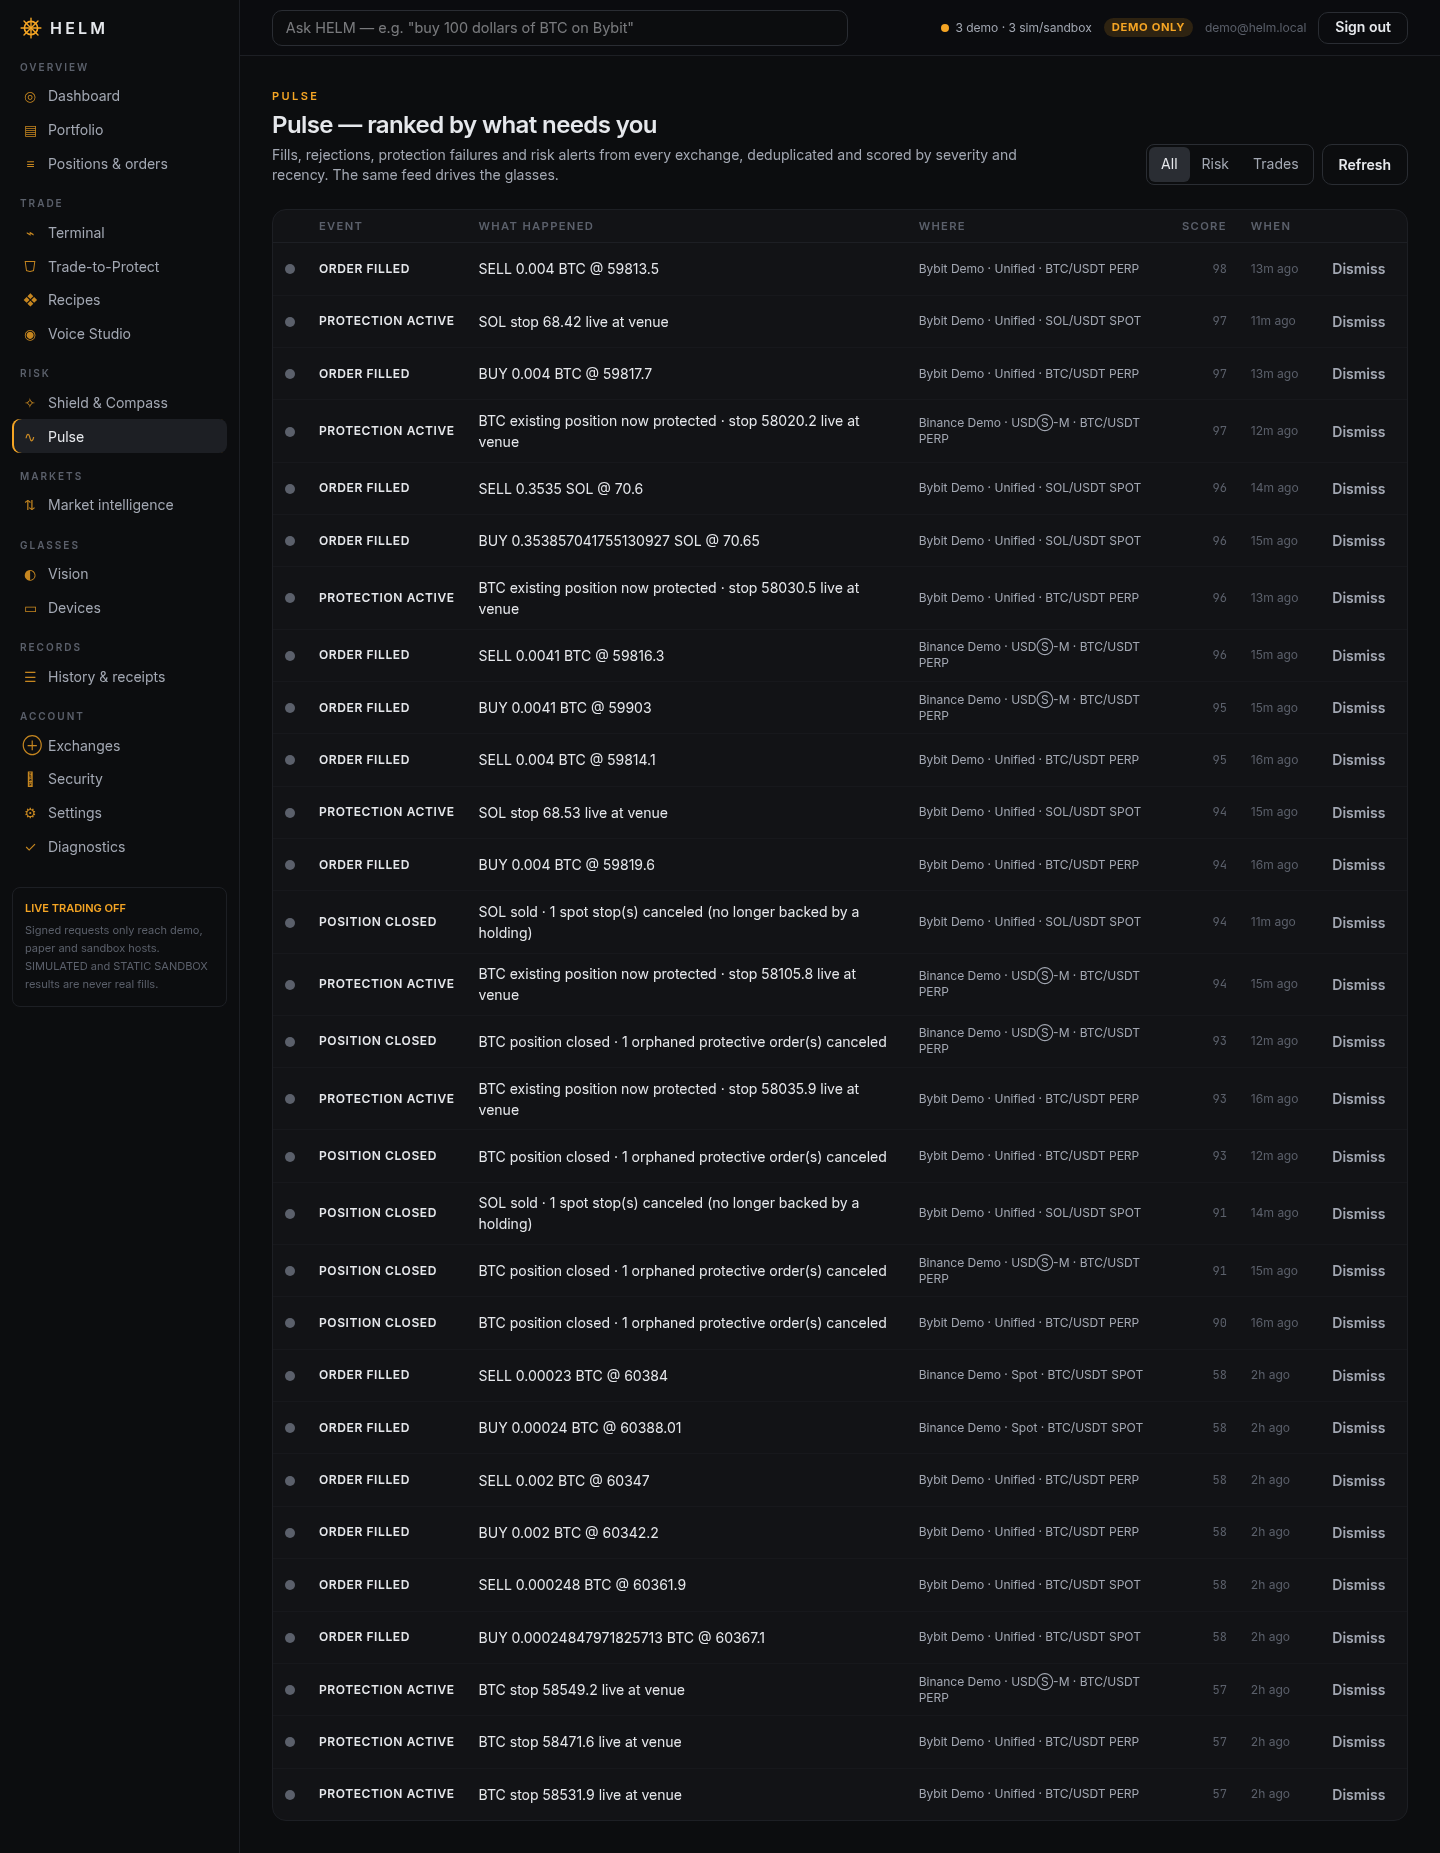 HELM
Ask HELM — e.g. "buy 100 dollars of BTC on Bybit"
3 demo · 3 sim/sandbox
DEMO ONLY
demo@helm.local
Sign out
OVERVIEW
Dashboard
Portfolio
Positions & orders
TRADE
Terminal
Trade-to-Protect
Recipes
Voice Studio
RISK
Shield & Compass
Pulse
MARKETS
Market intelligence
GLASSES
Vision
Devices
RECORDS
History & receipts
ACCOUNT
Exchanges
Security
Settings
Diagnostics
LIVE TRADING OFF
Signed requests only reach demo,
paper and sandbox hosts.
SIMULATED and STATIC SANDBOX
results are never real fills.
PULSE
Pulse — ranked by what needs you
Fills, rejections, protection failures and risk alerts from every exchange, deduplicated and scored by severity and
recency. The same feed drives the glasses.
All Risk Trades
Refresh
EVENT WHAT HAPPENED WHERE SCORE WHEN
ORDER FILLED SELL 0.004 BTC @ 59813.5 Bybit Demo · Unified · BTC/USDT PERP 98 13m ago Dismiss
PROTECTION ACTIVE SOL stop 68.42 live at venue Bybit Demo · Unified · SOL/USDT SPOT 97 11m ago Dismiss
ORDER FILLED BUY 0.004 BTC @ 59817.7 Bybit Demo · Unified · BTC/USDT PERP 97 13m ago Dismiss
PROTECTION ACTIVE BTC existing position now protected · stop 58020.2 live at
venue Binance Demo · USDⓈ-M · BTC/USDT
PERP 97 12m ago Dismiss
ORDER FILLED SELL 0.3535 SOL @ 70.6 Bybit Demo · Unified · SOL/USDT SPOT 96 14m ago Dismiss
ORDER FILLED BUY 0.353857041755130927 SOL @ 70.65 Bybit Demo · Unified · SOL/USDT SPOT 96 15m ago Dismiss
PROTECTION ACTIVE BTC existing position now protected · stop 58030.5 live at
venue Bybit Demo · Unified · BTC/USDT PERP 96 13m ago Dismiss
ORDER FILLED SELL 0.0041 BTC @ 59816.3 Binance Demo · USDⓈ-M · BTC/USDT
PERP 96 15m ago Dismiss
ORDER FILLED BUY 0.0041 BTC @ 59903 Binance Demo · USDⓈ-M · BTC/USDT
PERP 95 15m ago Dismiss
ORDER FILLED SELL 0.004 BTC @ 59814.1 Bybit Demo · Unified · BTC/USDT PERP 95 16m ago Dismiss
PROTECTION ACTIVE SOL stop 68.53 live at venue Bybit Demo · Unified · SOL/USDT SPOT 94 15m ago Dismiss
ORDER FILLED BUY 0.004 BTC @ 59819.6 Bybit Demo · Unified · BTC/USDT PERP 94 16m ago Dismiss
POSITION CLOSED SOL sold · 1 spot stop(s) canceled (no longer backed by a
holding) Bybit Demo · Unified · SOL/USDT SPOT 94 11m ago Dismiss
PROTECTION ACTIVE BTC existing position now protected · stop 58105.8 live at
venue Binance Demo · USDⓈ-M · BTC/USDT
PERP 94 15m ago Dismiss
POSITION CLOSED BTC position closed · 1 orphaned protective order(s) canceled Binance Demo · USDⓈ-M · BTC/USDT
PERP 93 12m ago Dismiss
PROTECTION ACTIVE BTC existing position now protected · stop 58035.9 live at
venue Bybit Demo · Unified · BTC/USDT PERP 93 16m ago Dismiss
POSITION CLOSED BTC position closed · 1 orphaned protective order(s) canceled Bybit Demo · Unified · BTC/USDT PERP 93 12m ago Dismiss
POSITION CLOSED SOL sold · 1 spot stop(s) canceled (no longer backed by a
holding) Bybit Demo · Unified · SOL/USDT SPOT 91 14m ago Dismiss
POSITION CLOSED BTC position closed · 1 orphaned protective order(s) canceled Binance Demo · USDⓈ-M · BTC/USDT
PERP 91 15m ago Dismiss
POSITION CLOSED BTC position closed · 1 orphaned protective order(s) canceled Bybit Demo · Unified · BTC/USDT PERP 90 16m ago Dismiss
ORDER FILLED SELL 0.00023 BTC @ 60384 Binance Demo · Spot · BTC/USDT SPOT 58 2h ago Dismiss
ORDER FILLED BUY 0.00024 BTC @ 60388.01 Binance Demo · Spot · BTC/USDT SPOT 58 2h ago Dismiss
ORDER FILLED SELL 0.002 BTC @ 60347 Bybit Demo · Unified · BTC/USDT PERP 58 2h ago Dismiss
ORDER FILLED BUY 0.002 BTC @ 60342.2 Bybit Demo · Unified · BTC/USDT PERP 58 2h ago Dismiss
ORDER FILLED SELL 0.000248 BTC @ 60361.9 Bybit Demo · Unified · BTC/USDT SPOT 58 2h ago Dismiss
ORDER FILLED BUY 0.00024847971825713 BTC @ 60367.1 Bybit Demo · Unified · BTC/USDT SPOT 58 2h ago Dismiss
PROTECTION ACTIVE BTC stop 58549.2 live at venue Binance Demo · USDⓈ-M · BTC/USDT
PERP 57 2h ago Dismiss
PROTECTION ACTIVE BTC stop 58471.6 live at venue Bybit Demo · Unified · BTC/USDT PERP 57 2h ago Dismiss
PROTECTION ACTIVE BTC stop 58531.9 live at venue Bybit Demo · Unified · BTC/USDT PERP 57 2h ago Dismiss